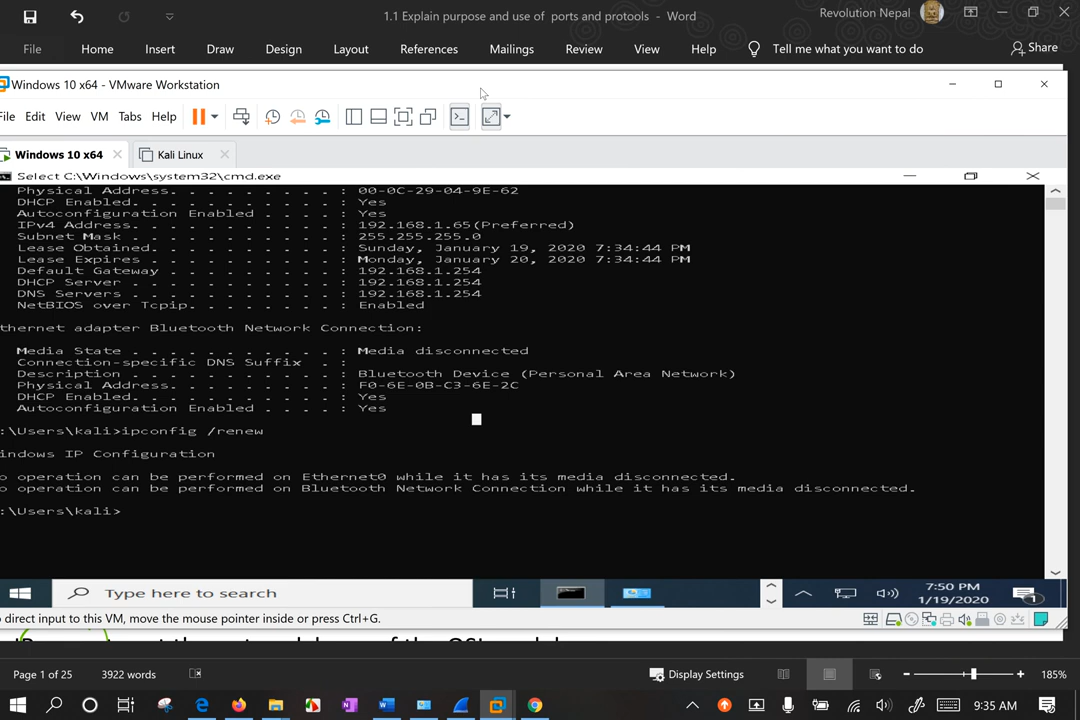 1.1 Explain purpose and use of ports and protools - Word
Revolution Nepal
File Home Insert Draw Design Layout References Mailings Review View Help Tell me what you want to do Share
Windows 10 x64 - VMware Workstation
File Edit View VM Tabs Help
Windows 10 x64 Kali Linux
Select C:\Windows\system32\cmd.exe
Physical Address. . . . . . . . . : 00-0C-29-04-9E-62
DHCP Enabled. . . . . . . . . . . : Yes
Autoconfiguration Enabled . . . . : Yes
IPv4 Address. . . . . . . . . . . : 192.168.1.65(Preferred)
Subnet Mask . . . . . . . . . . . : 255.255.255.0
Lease Obtained. . . . . . . . . . : Sunday, January 19, 2020 7:34:44 PM
Lease Expires . . . . . . . . . . : Monday, January 20, 2020 7:34:44 PM
Default Gateway . . . . . . . . . : 192.168.1.254
DHCP Server . . . . . . . . . . . : 192.168.1.254
DNS Servers . . . . . . . . . . . : 192.168.1.254
NetBIOS over Tcpip. . . . . . . . : Enabled
thernet adapter Bluetooth Network Connection:
Media State . . . . . . . . . . . : Media disconnected
Connection-specific DNS Suffix  . :
Description . . . . . . . . . . . : Bluetooth Device (Personal Area Network)
Physical Address. . . . . . . . . : F0-6E-0B-C3-6E-2C
DHCP Enabled. . . . . . . . . . . : Yes
Autoconfiguration Enabled . . . . : Yes
:\Users\kali>ipconfig /renew
indows IP Configuration
o operation can be performed on Ethernet0 while it has its media disconnected.
o operation can be performed on Bluetooth Network Connection while it has its media disconnected.
:\Users\kali>
Type here to search
7:50 PM
1/19/2020
1
o direct input to this VM, move the mouse pointer inside or press Ctrl+G.
Page 1 of 25 3922 words Display Settings 185%
9:35 AM